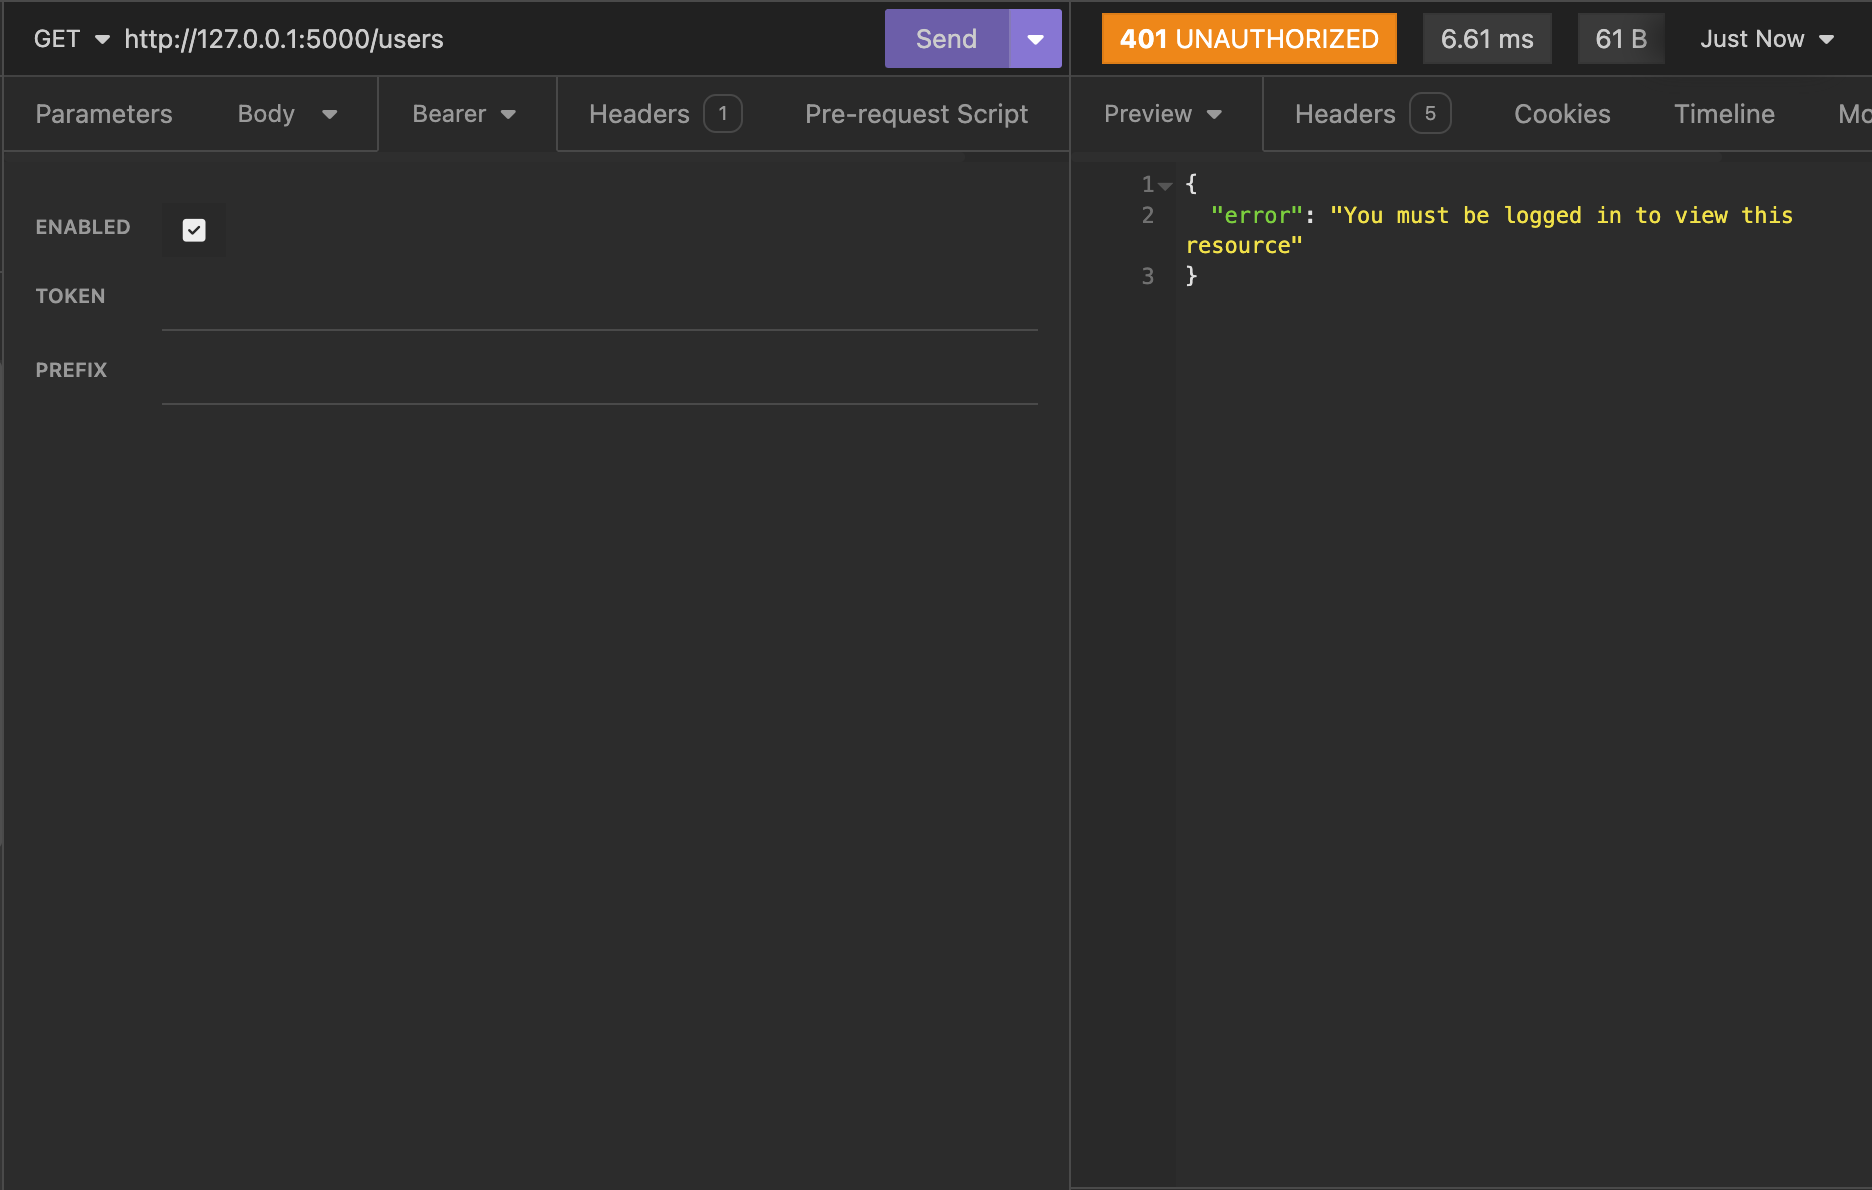 GET http://127.0.0.1:5000/users Send 401 UNAUTHORIZED 6.61 ms 61 B Just Now
Parameters Body Bearer Headers 1 Pre-request Script Preview Headers 5 Cookies Timeline Mo
ENABLED
TOKEN
PREFIX
1 {
2 "error": "You must be logged in to view this
resource"
3 }